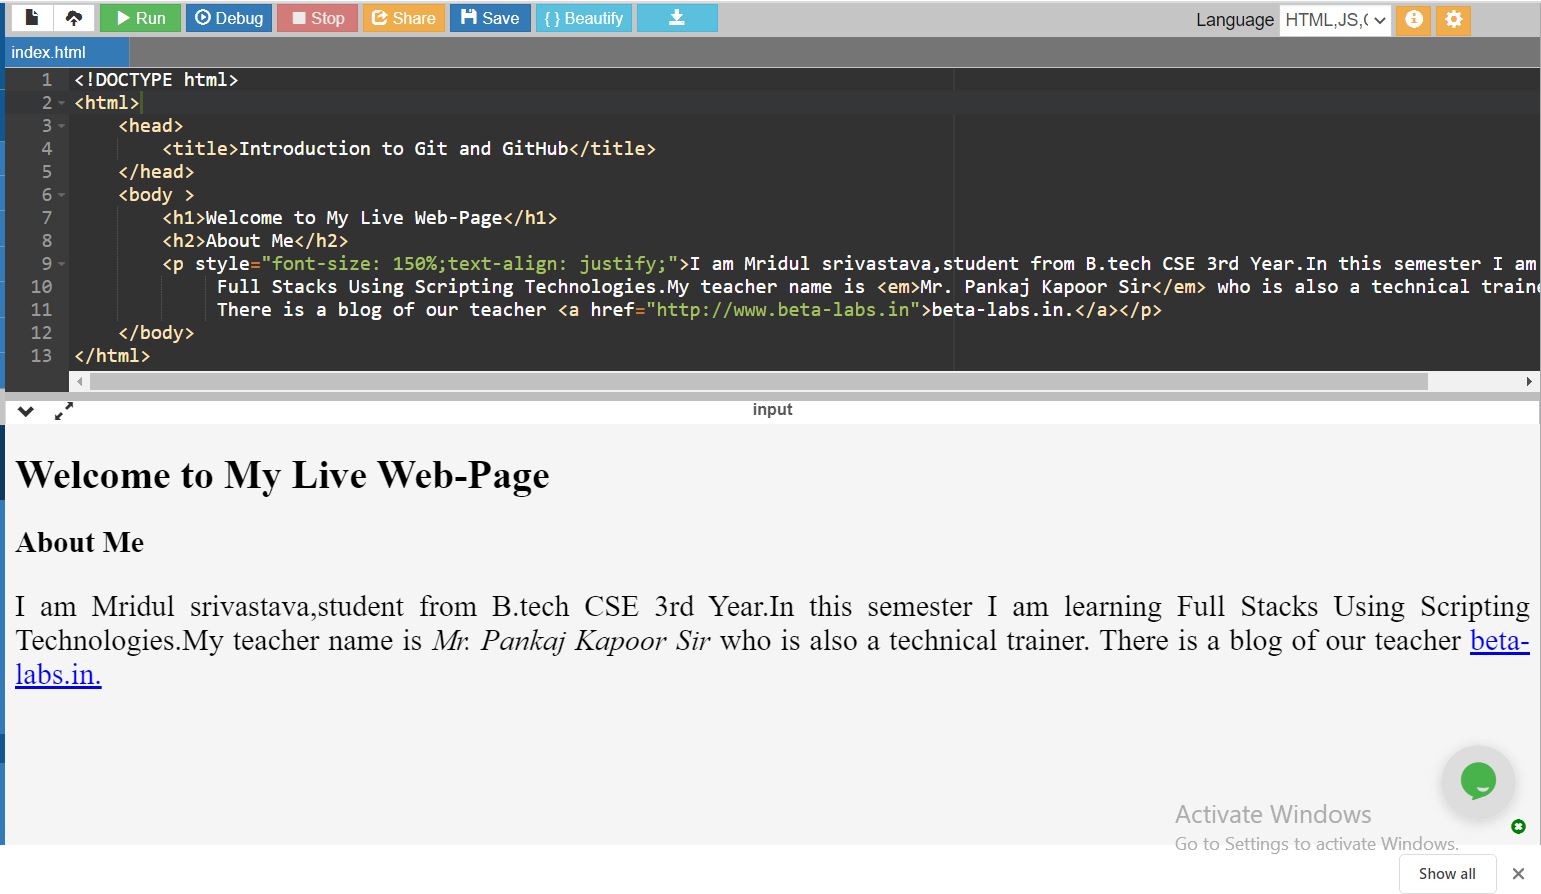 Run Debug Stop Share Save { } Beautify Language HTML,JS,(
index.html
1 <!DOCTYPE html>
2 <html>
3 <head>
4 <title>Introduction to Git and GitHub</title>
5 </head>
6 <body >
7 <h1>Welcome to My Live Web-Page</h1>
8 <h2>About Me</h2>
9 <p style="font-size: 150%;text-align: justify;">I am Mridul srivastava,student from B.tech CSE 3rd Year.In this semester I am
10 Full Stacks Using Scripting Technologies.My teacher name is <em>Mr. Pankaj Kapoor Sir</em> who is also a technical traine
11 There is a blog of our teacher <a href="http://www.beta-labs.in">beta-labs.in.</a></p>
12 </body>
13 </html>
input
Welcome to My Live Web-Page
About Me
I am Mridul srivastava,student from B.tech CSE 3rd Year.In this semester I am learning Full Stacks Using Scripting
Technologies.My teacher name is Mr. Pankaj Kapoor Sir who is also a technical trainer. There is a blog of our teacher beta-
labs.in.
Activate Windows
Go to Settings to activate Windows.
Show all